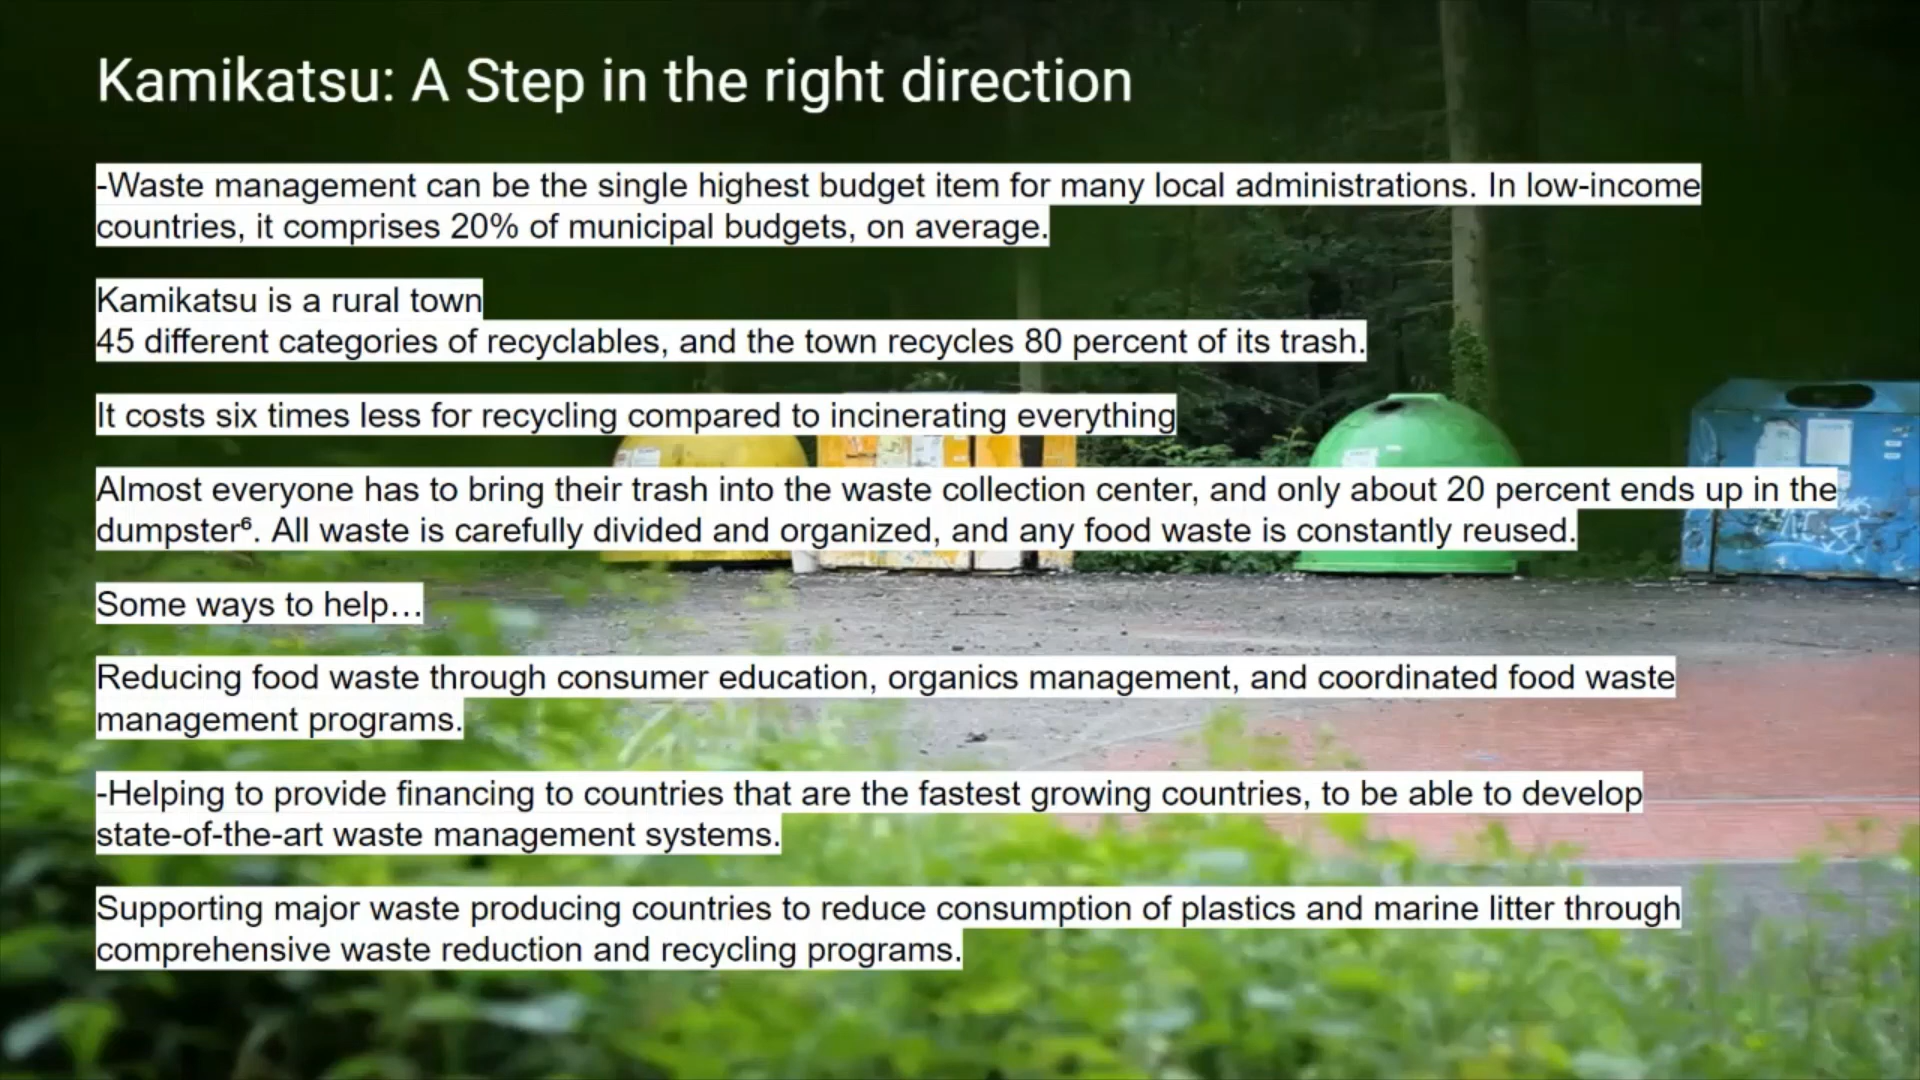 Kamikatsu: A Step in the right direction
-Waste management can be the single highest budget item for many local administrations. In low-income
countries, it comprises 20% of municipal budgets, on average.
Kamikatsu is a rural town
45 different categories of recyclables, and the town recycles 80 percent of its trash.
It costs six times less for recycling compared to incinerating everything
Almost everyone has to bring their trash into the waste collection center, and only about 20 percent ends up in the
dumpster⁶. All waste is carefully divided and organized, and any food waste is constantly reused.
Some ways to help…
Reducing food waste through consumer education, organics management, and coordinated food waste
management programs.
-Helping to provide financing to countries that are the fastest growing countries, to be able to develop
state-of-the-art waste management systems.
Supporting major waste producing countries to reduce consumption of plastics and marine litter through
comprehensive waste reduction and recycling programs.